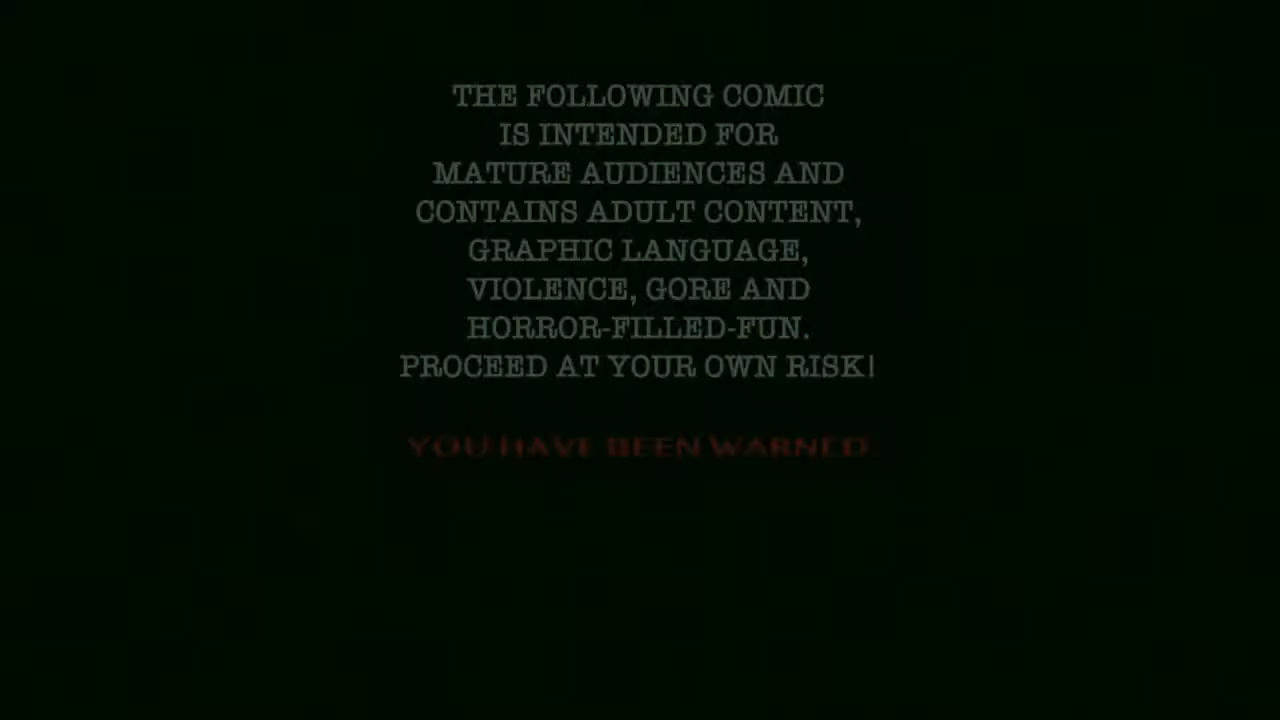 THE FOLLOWING COMIC
IS INTENDED FOR
MATURE AUDIENCES AND
CONTAINS ADULT CONTENT,
GRAPHIC LANGUAGE,
VIOLENCE, GORE AND
HORROR-FILLED-FUN.
PROCEED AT YOUR OWN RISK!
YOU HAVE BEEN WARNED